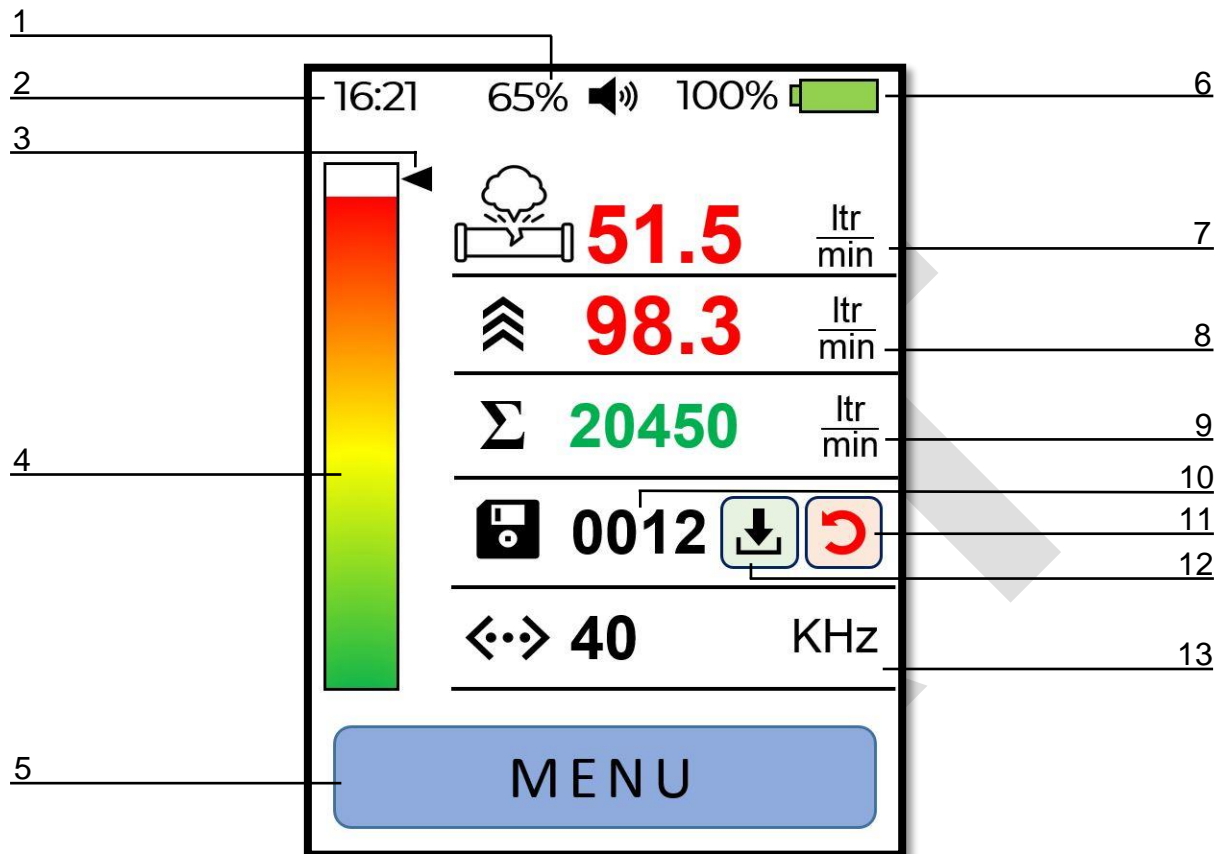 1
2 16:21 65% 100% 6
3
51.5 ltr/min 7
98.3 ltr/min 8
Σ 20450 ltr/min 9
4
10
0012 11
12
40 KHz 13
5 MENU